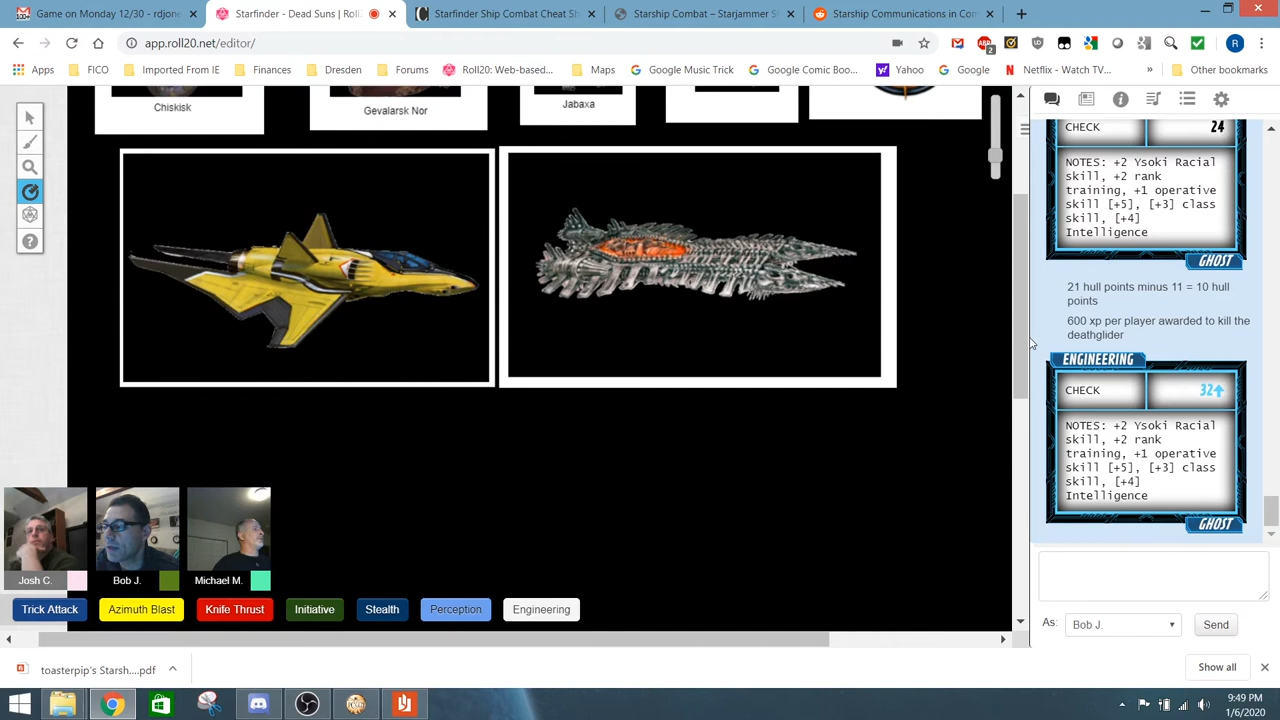 Game on Monday 12/30 - rdjone
Starfinder - Dead Suns | Roll2
Starfinder Ship Combat Cheat Sh
Starship Combat – Starjammer S
Starship Communications in Com
app.roll20.net/editor/
Apps
FICO
Imported From IE
Finances
Dresden
Forums
Roll20: Web-based...
Maps
Google Music Trick
Google Comic Boo...
Yahoo
Google
Netflix - Watch TV...
»
Other bookmarks
Chiskisk
Gevalarsk Nor
Jabaxa
CHECK 24
NOTES: +2 Ysoki Racial
skill, +2 rank
training, +1 operative
skill [+5], [+3] class
skill, [+4]
Intelligence
GHOST
21 hull points minus 11 = 10 hull
points
600 xp per player awarded to kill the
deathglider
ENGINEERING
CHECK 32
NOTES: +2 Ysoki Racial
skill, +2 rank
training, +1 operative
skill [+5], [+3] class
skill, [+4]
Intelligence
GHOST
Josh C.
Bob J.
Michael M.
Trick Attack
Azimuth Blast
Knife Thrust
Initiative
Stealth
Perception
Engineering
As: Bob J. Send
toasterpip's Starsh....pdf
Show all
9:49 PM
1/6/2020